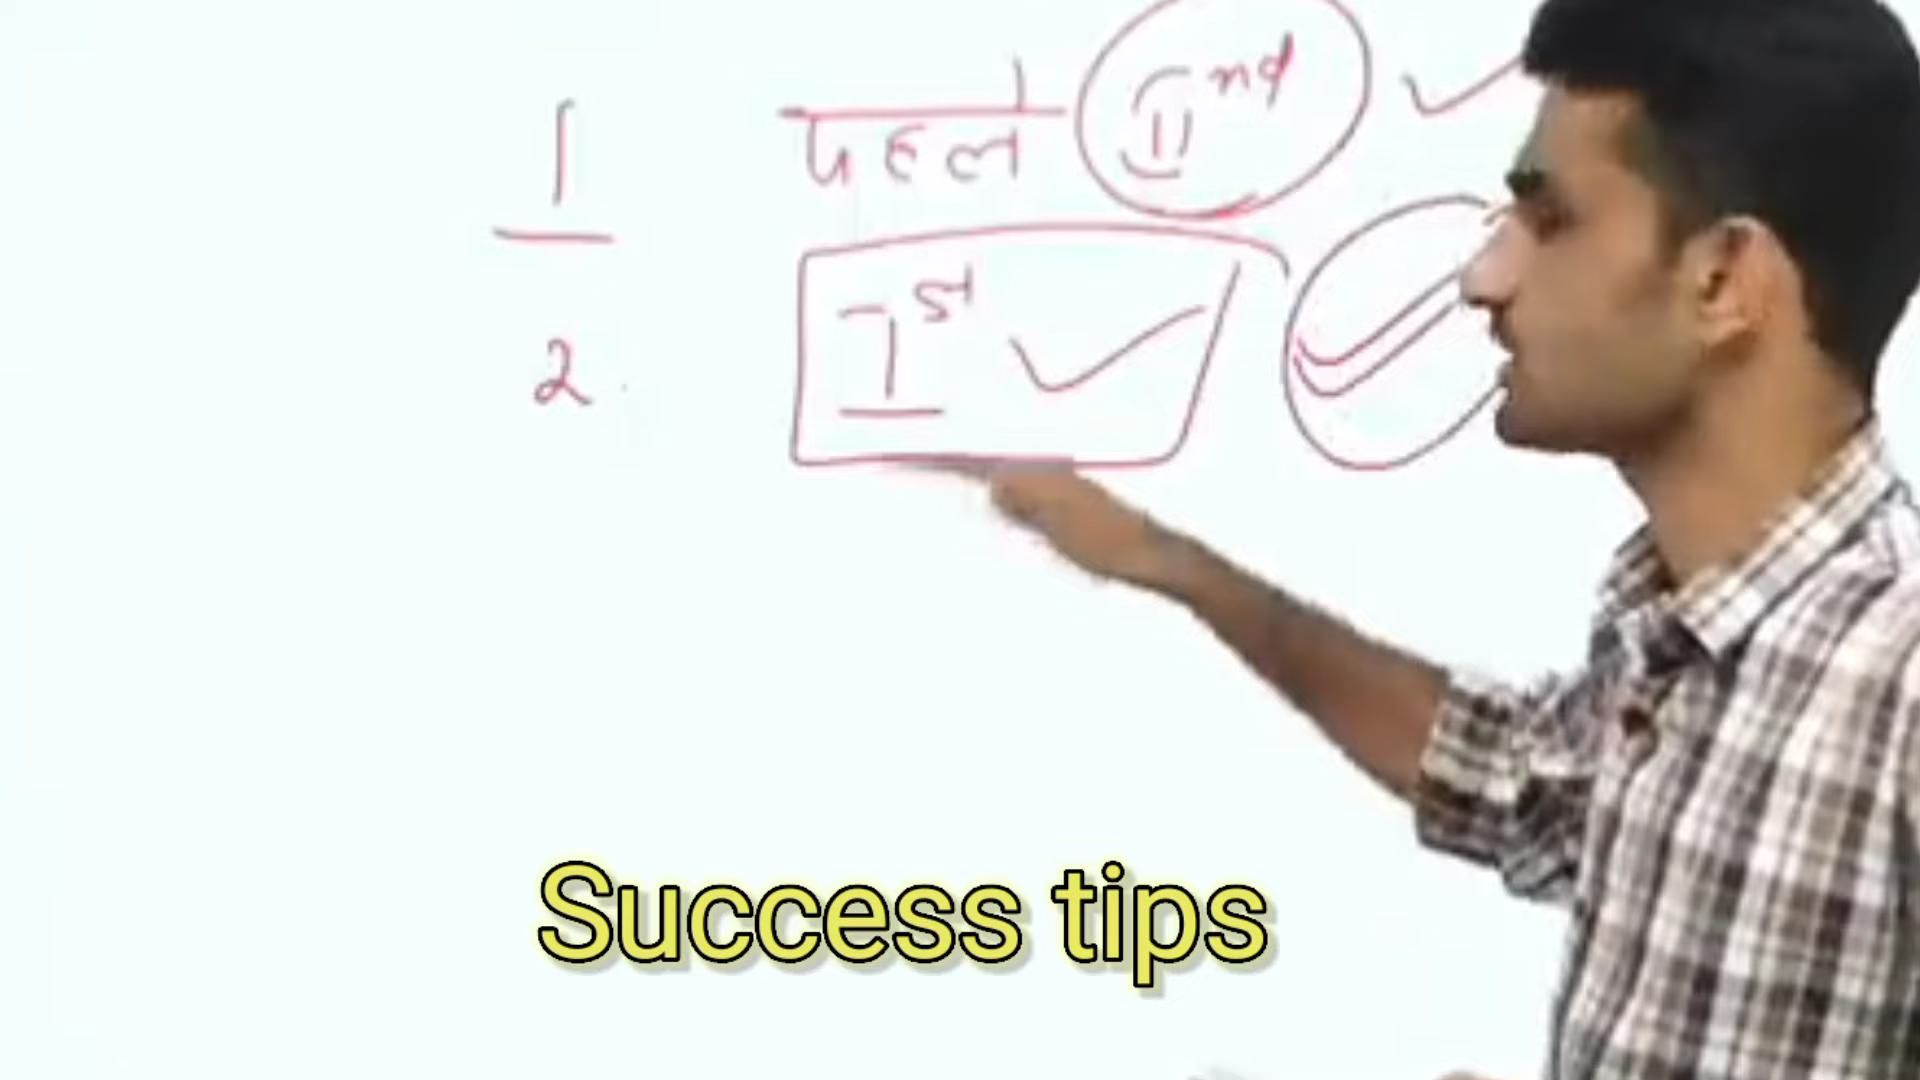 1 पहले IInd
2. Ist
Success tips